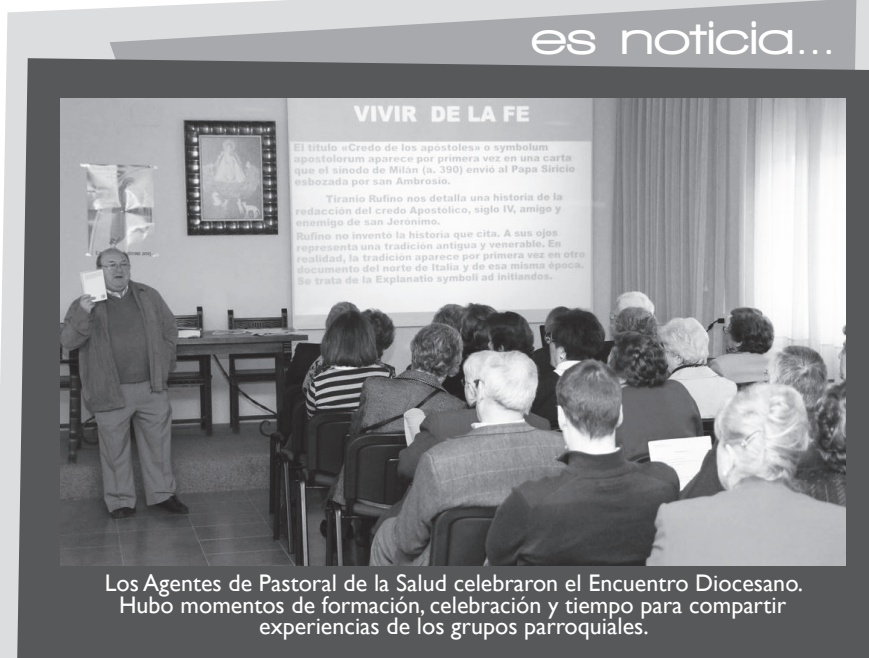 es noticia...
VIVIR DE LA FE
El título «Credo de los apóstoles» o symbolum
apostolorum aparece por primera vez en una carta
que el sínodo de Milán (a. 390) envió al Papa Siricio
esbozada por san Ambrosio.
Tiranio Rufino nos detalla una historia de la
redacción del credo Apostólico, siglo IV, amigo y
enemigo de san Jerónimo.
Rufino no inventó la historia que cita. A sus ojos
representa una tradición antigua y venerable. En
realidad, la tradición aparece por primera vez en otro
documento del norte de Italia y de esa misma época.
Se trata de la Explanatio symboli ad initiandos.
Los Agentes de Pastoral de la Salud celebraron el Encuentro Diocesano.
Hubo momentos de formación, celebración y tiempo para compartir
experiencias de los grupos parroquiales.